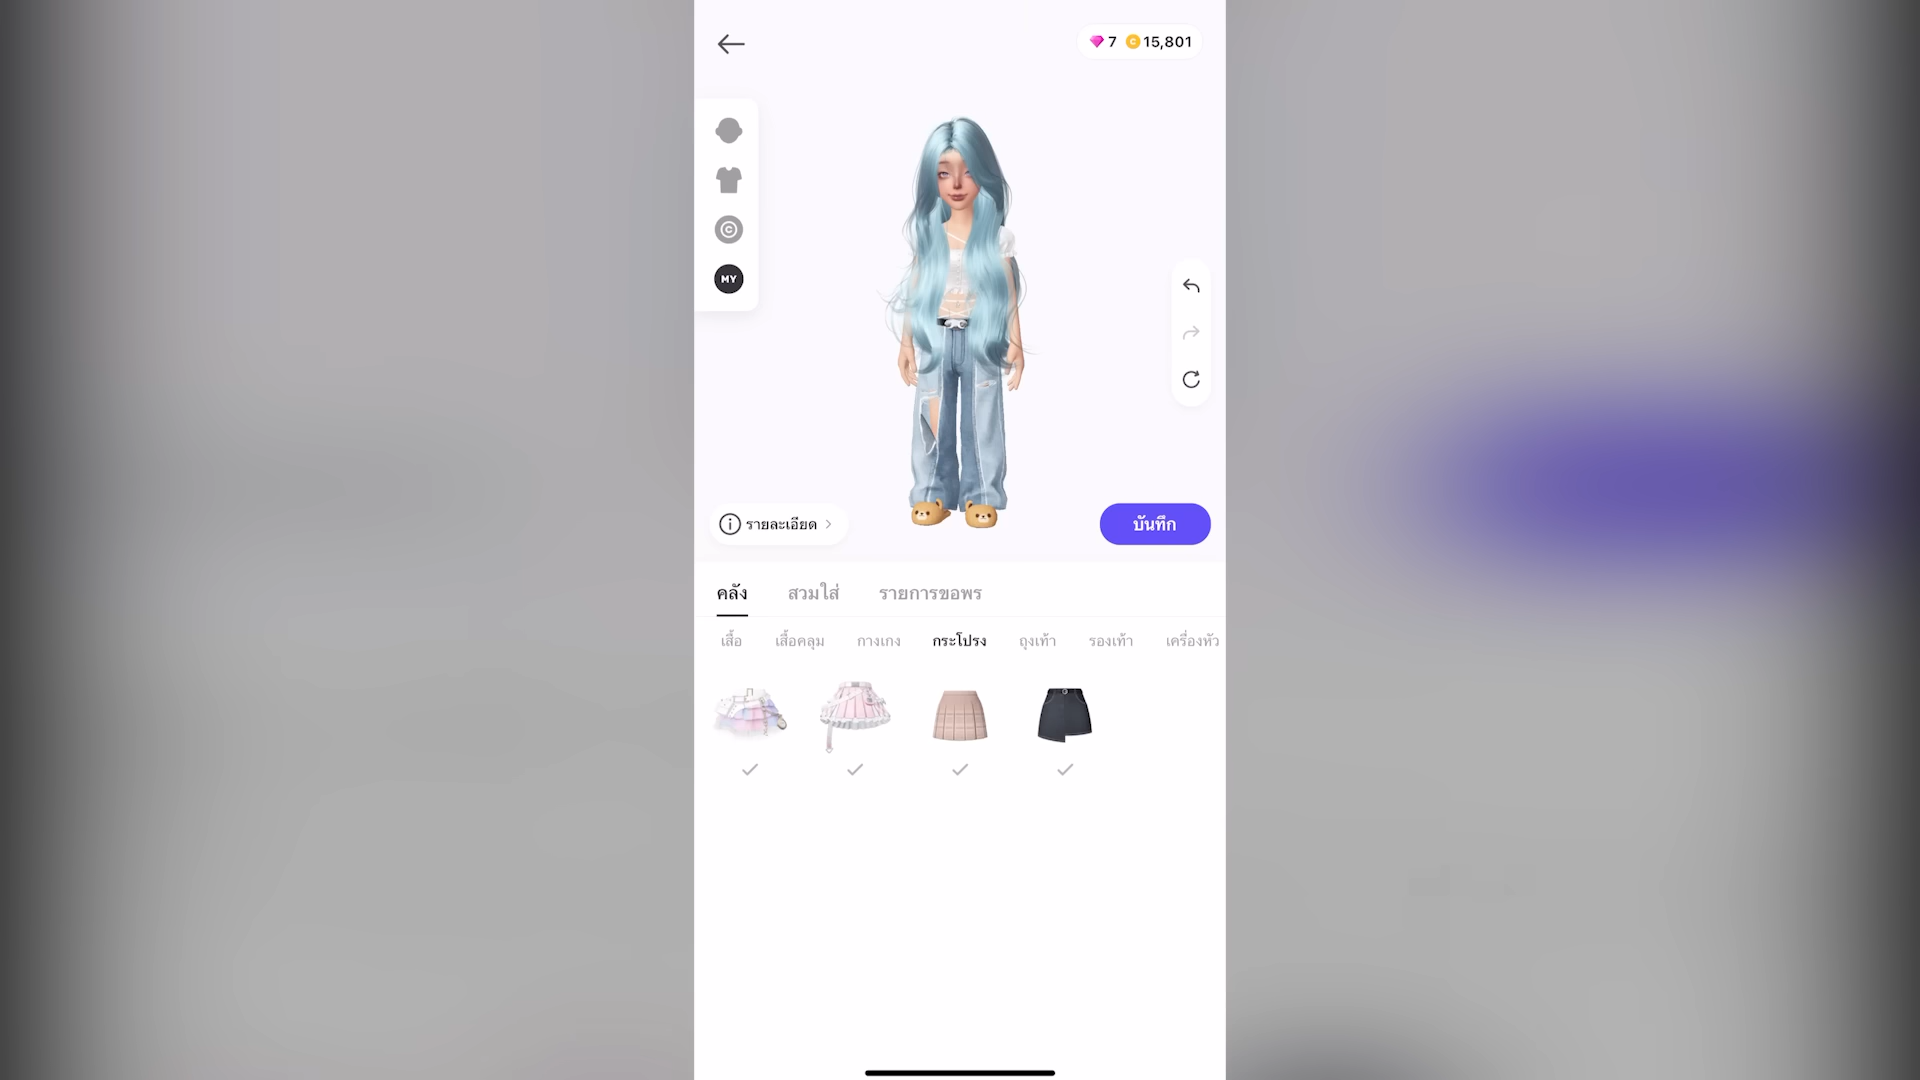 7 15,801
MY
รายละเอียด
บันทึก
คลัง สวมใส่ รายการขอพร
เสื้อ เสื้อคลุม กางเกง กระโปรง ถุงเท้า รองเท้า เครื่องหัว